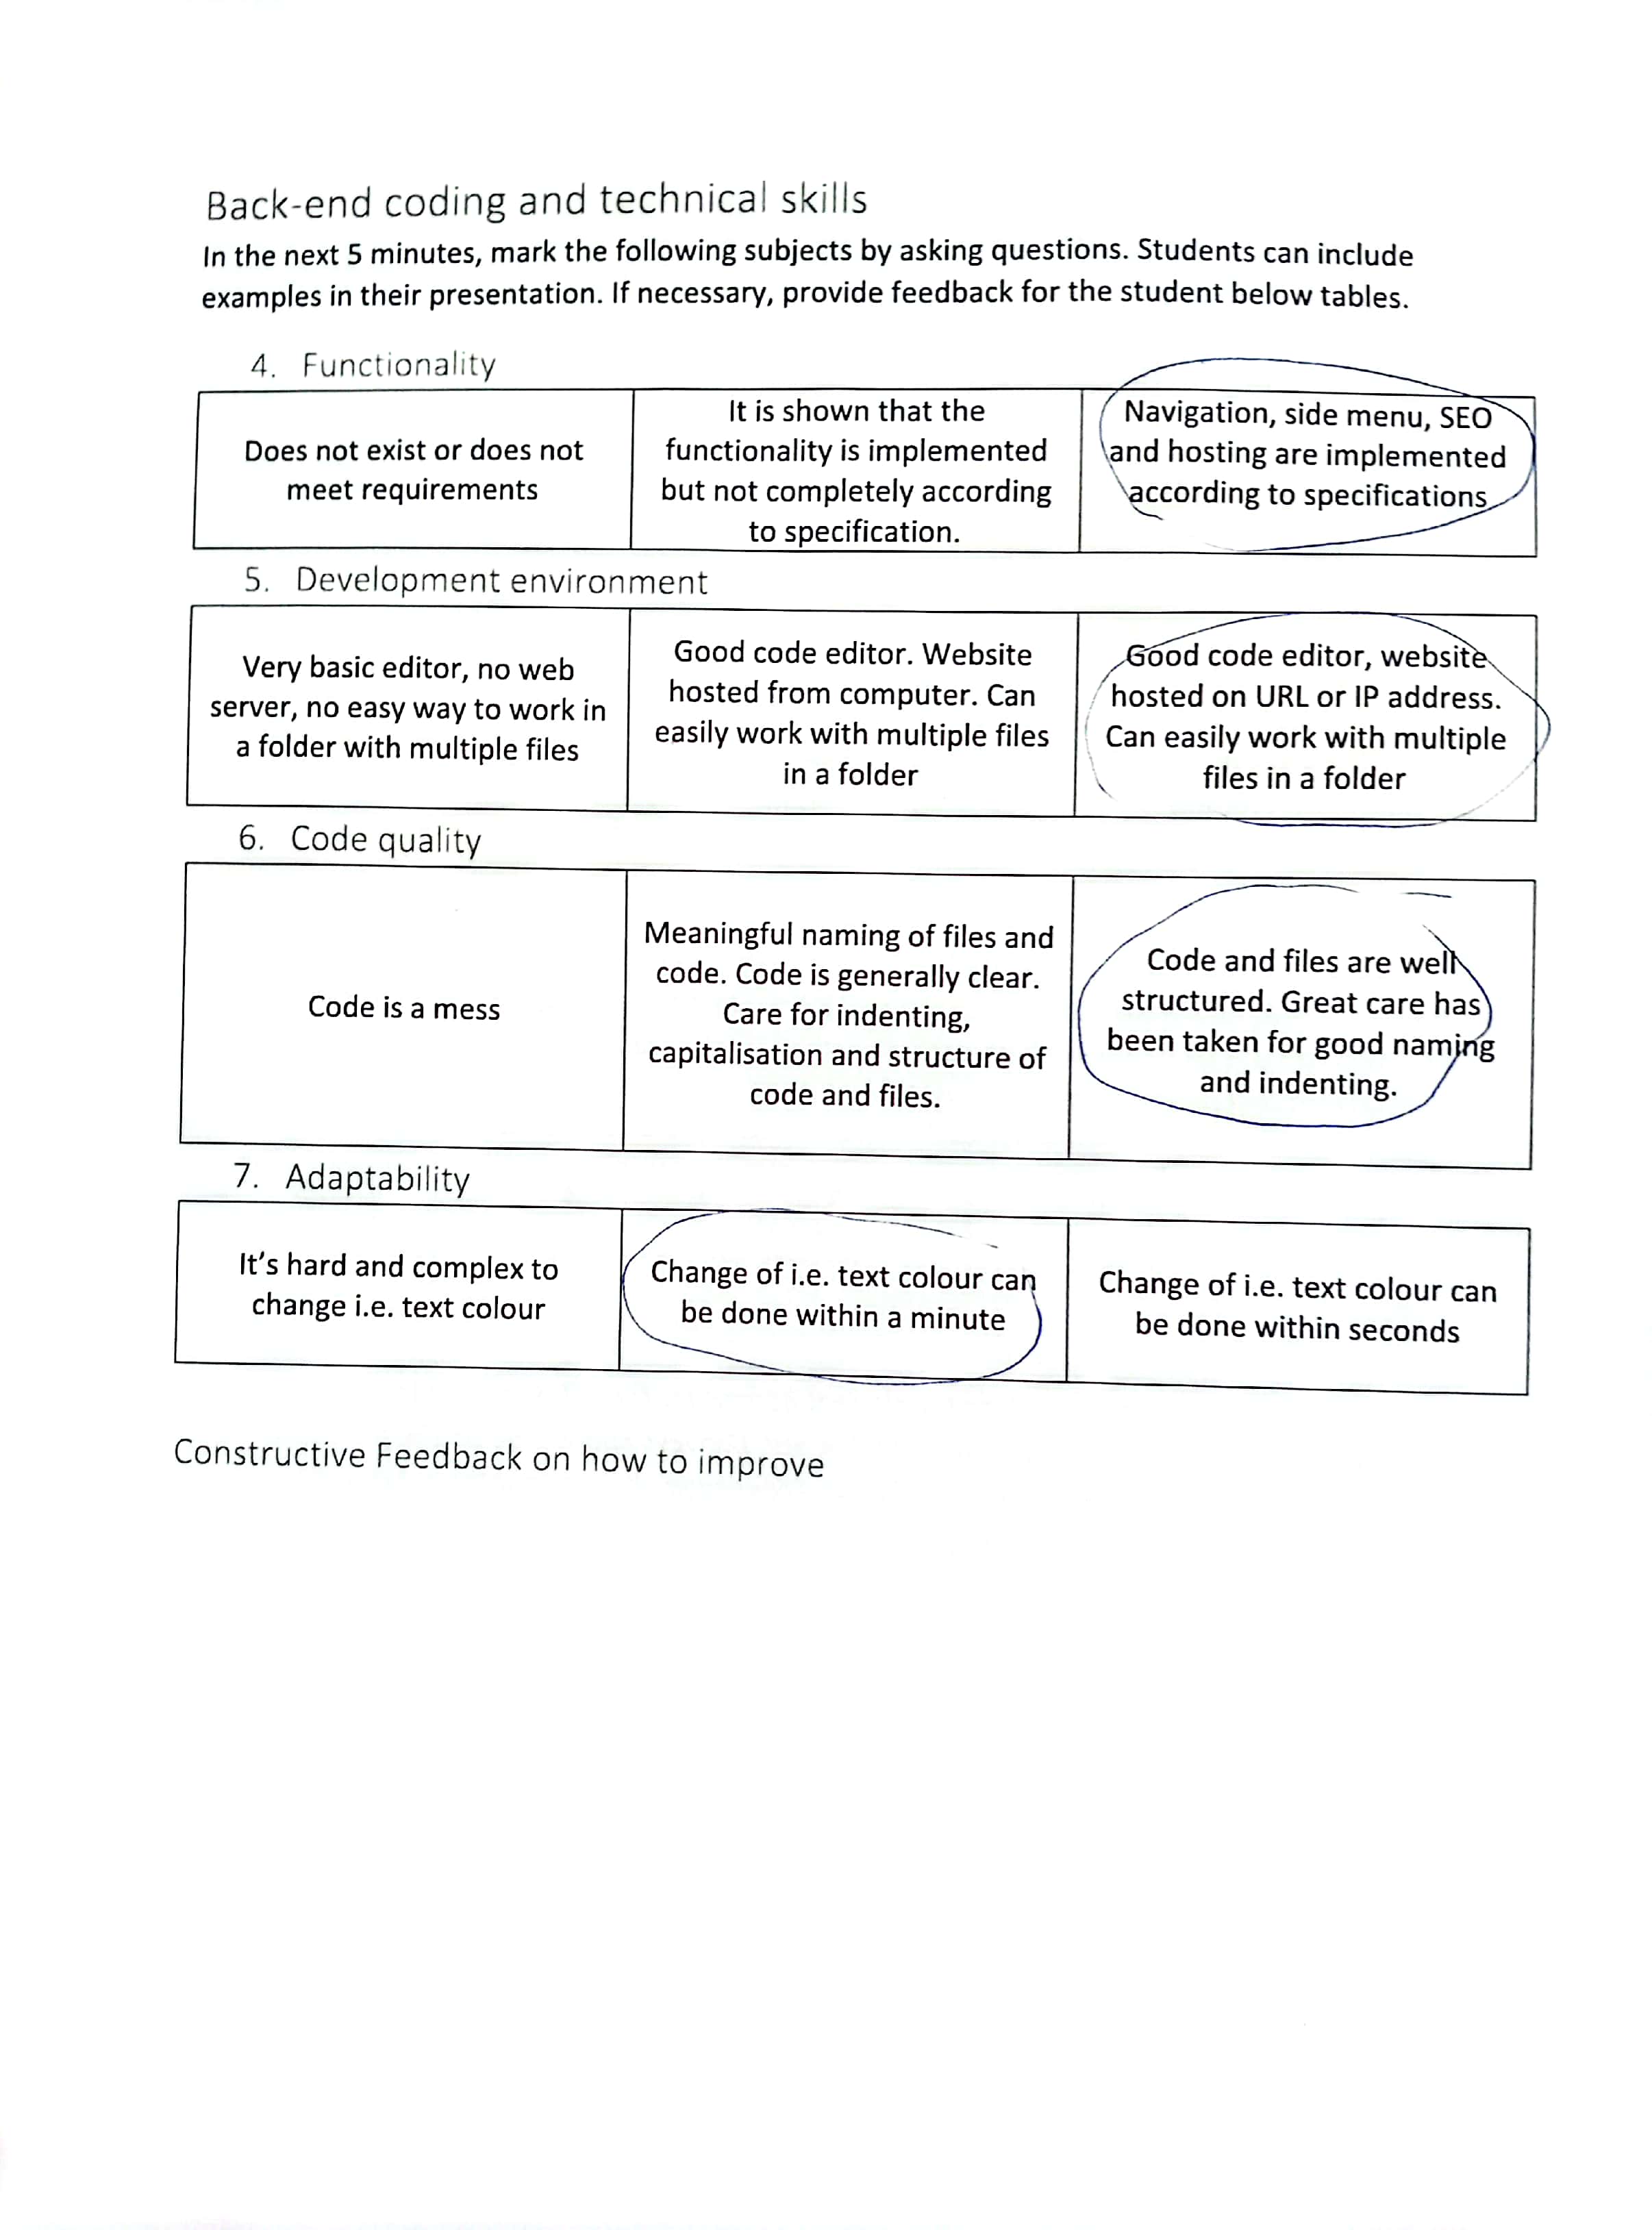 Back-end coding and technical skills
In the next 5 minutes, mark the following subjects by asking questions. Students can include
examples in their presentation. If necessary, provide feedback for the student below tables.
4. Functionality
Does not exist or does not
meet requirements
It is shown that the
functionality is implemented
but not completely according
to specification.
Navigation, side menu, SEO
and hosting are implemented
according to specifications
5. Development environment
Very basic editor, no web
server, no easy way to work in
a folder with multiple files
Good code editor. Website
hosted from computer. Can
easily work with multiple files
in a folder
Good code editor, website
hosted on URL or IP address.
Can easily work with multiple
files in a folder
6. Code quality
Code is a mess
Meaningful naming of files and
code. Code is generally clear.
Care for indenting,
capitalisation and structure of
code and files.
Code and files are well
structured. Great care has
been taken for good naming
and indenting.
7. Adaptability
It's hard and complex to
change i.e. text colour
Change of i.e. text colour can
be done within a minute
Change of i.e. text colour can
be done within seconds
Constructive Feedback on how to improve